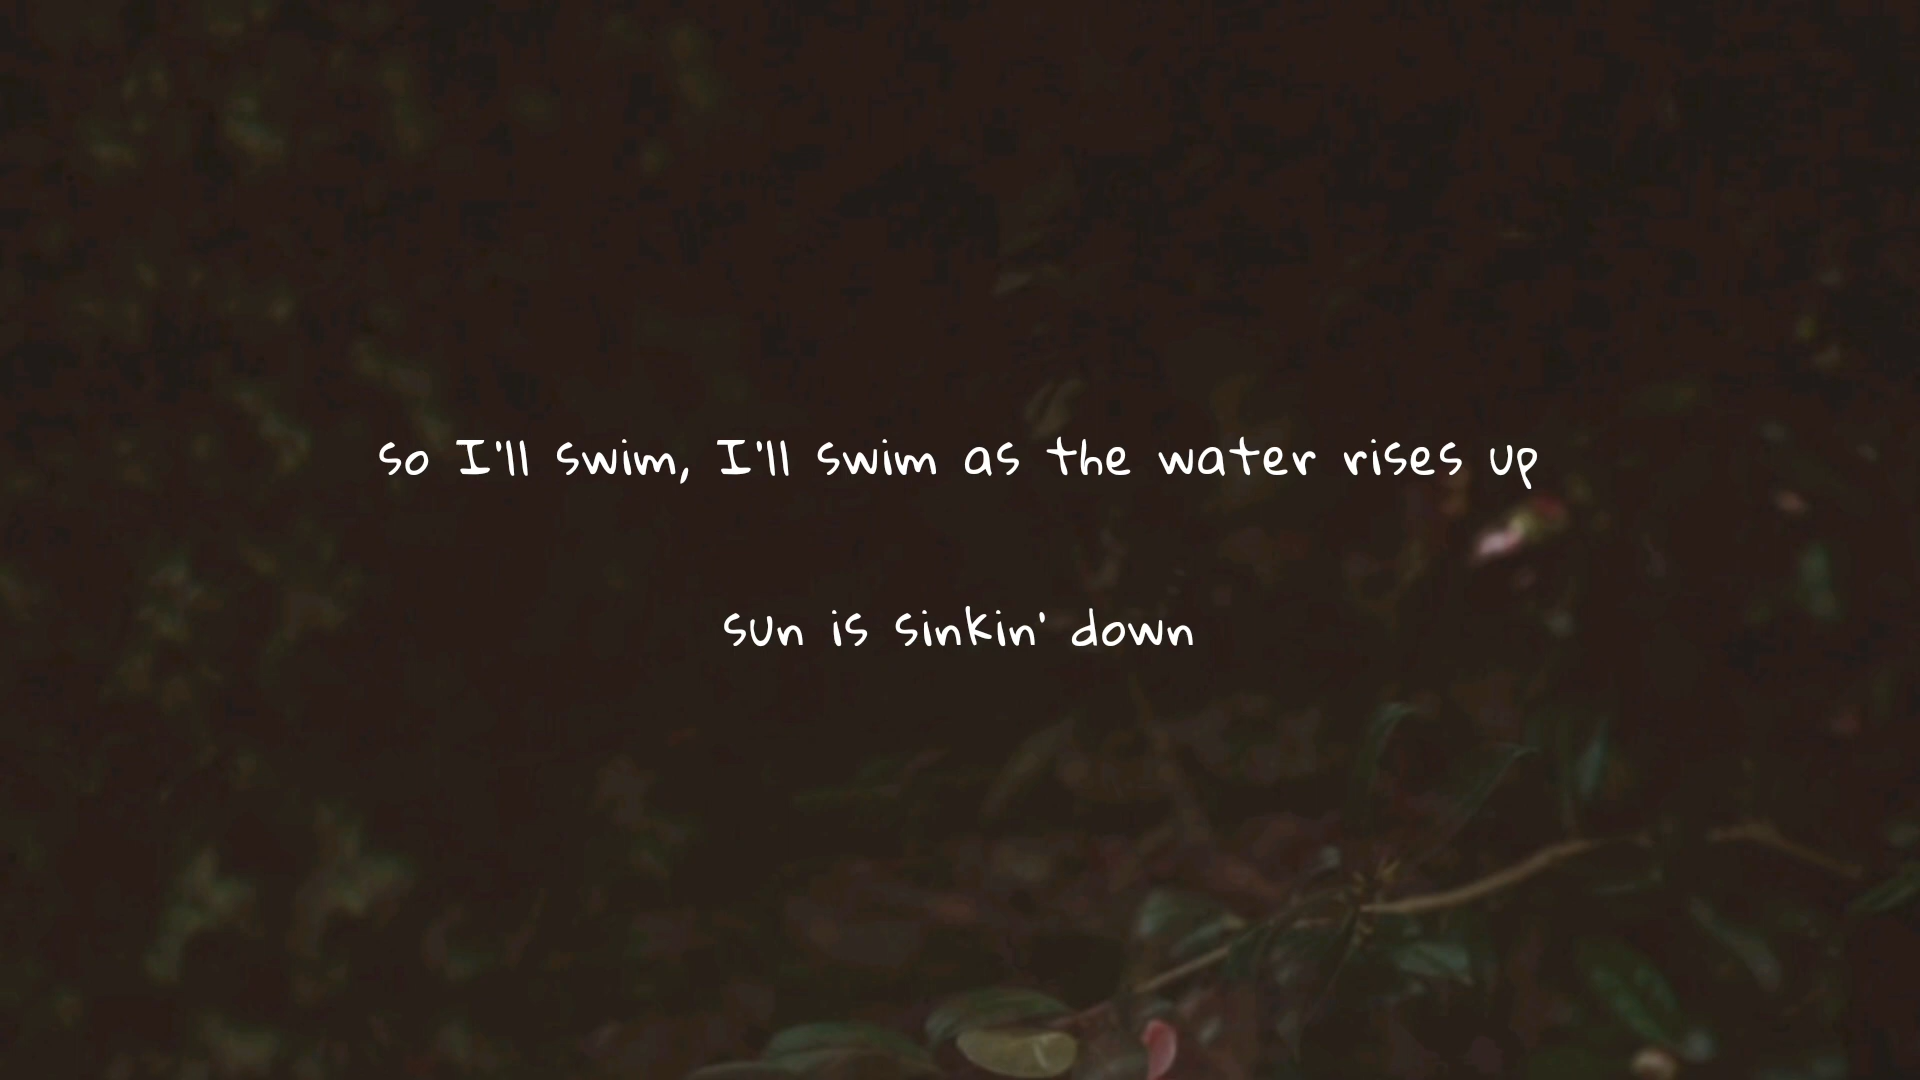 so I'll swim, I'll swim as the water rises up
sun is sinkin' down